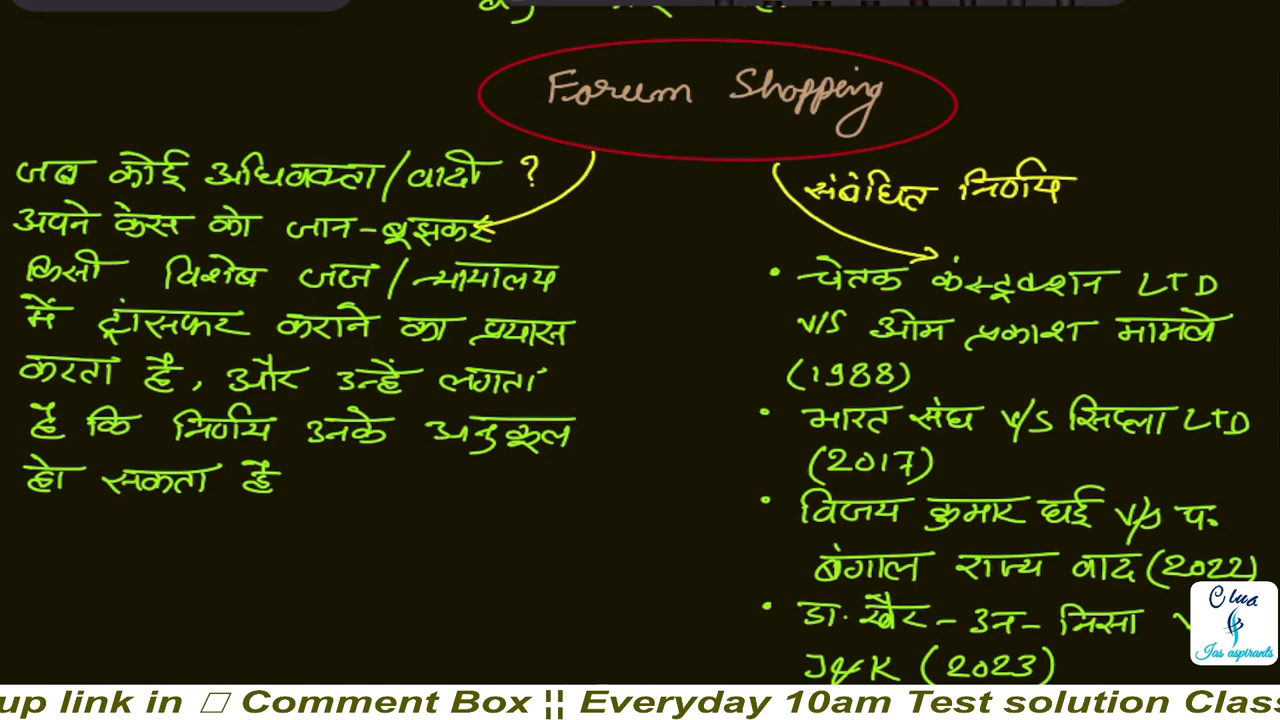 Forum Shopping
?
जब कोई अधिवक्ता/वादी
अपने केस को जान-बूझकर
किसी विशेष जज/न्यायालय
में ट्रांसफर कराने का प्रयास
करता है, और उन्हें लगता
है कि निर्णय उनके अनुकूल
हो सकता है
संबंधित निर्णय
• चेतक कंस्ट्रक्शन LTD
v/s ओम प्रकाश मामले
(1988)
• भारत संघ v/s सिप्ला LTD
(2017)
• विजय कुमार घई v/s प.
बंगाल राज्य वाद (2022)
• डा. खैर-उन-निसा
J&K (2023)
Clue
Ias aspirants
up link in □ Comment Box ¦¦ Everyday 10am Test solution Clas